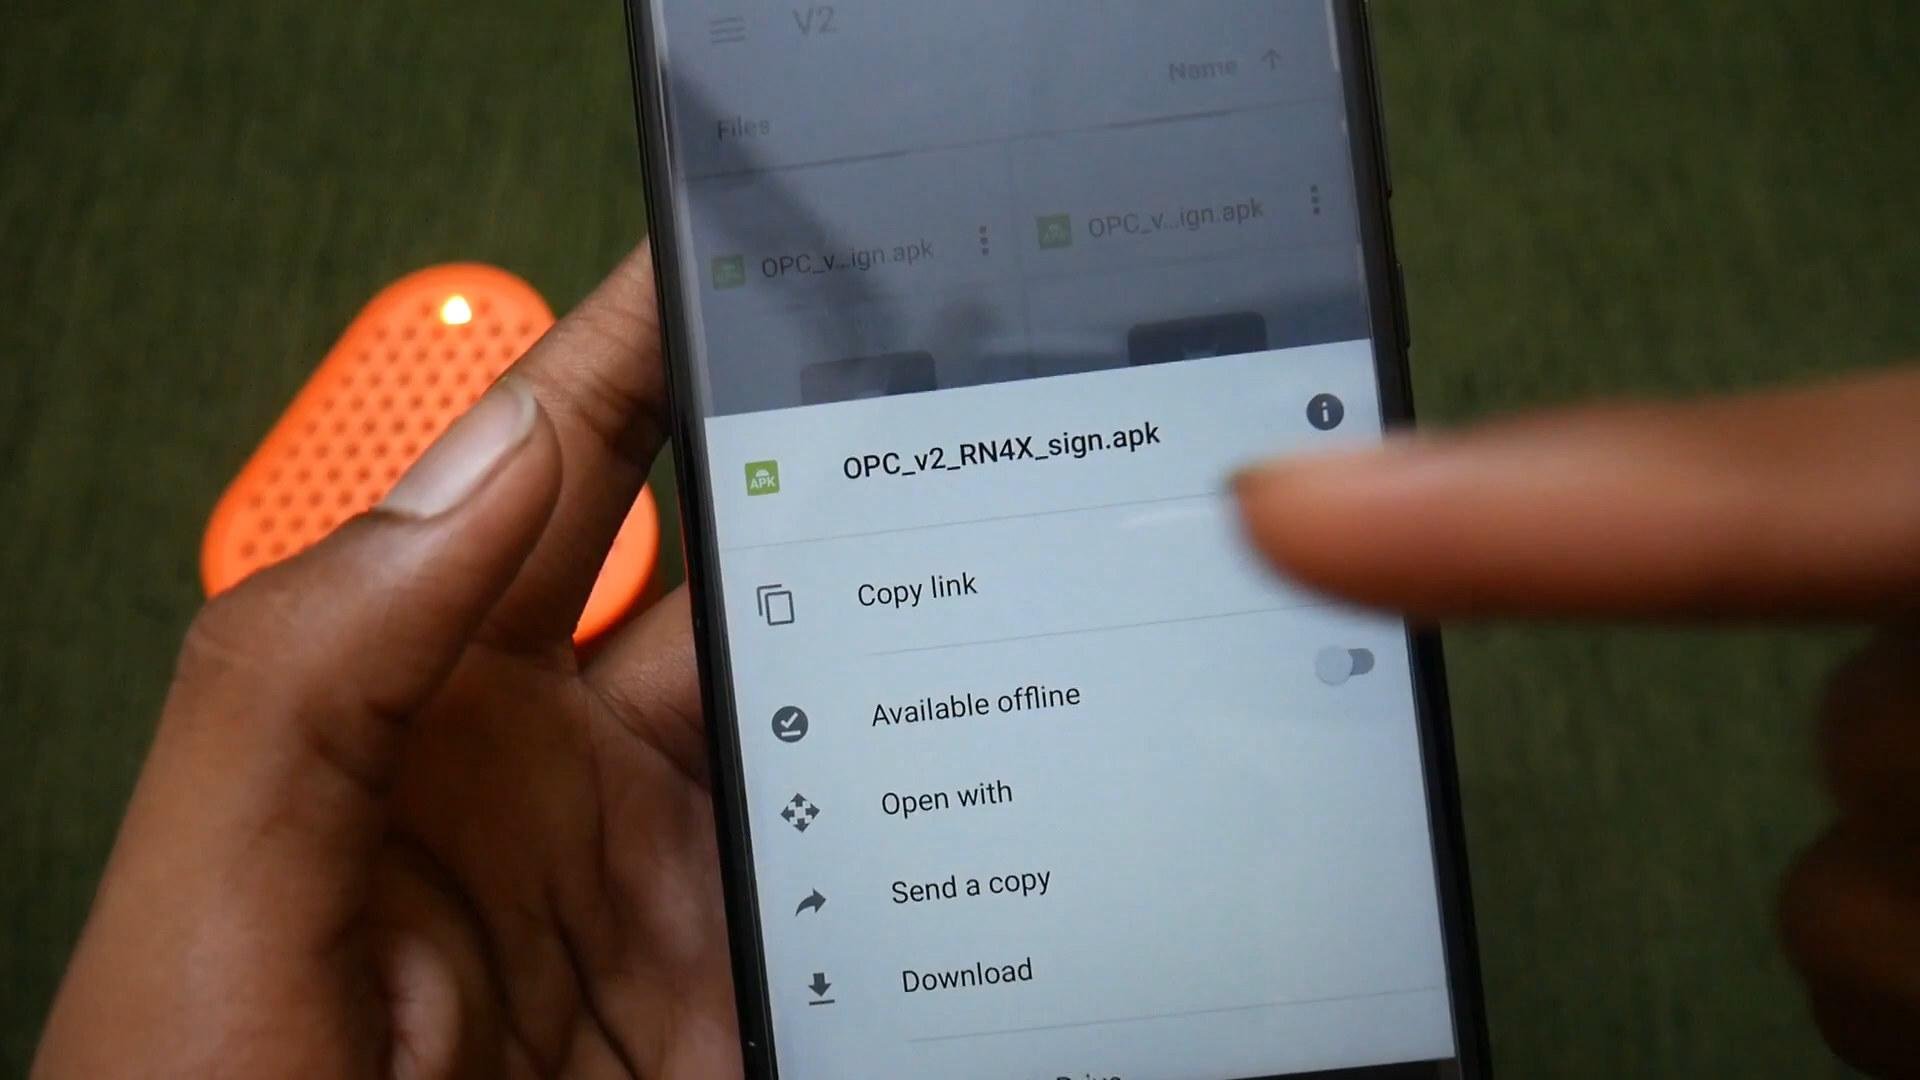 V2
Name
Files
OPC_v...ign.apk
OPC_v...ign.apk
APK
OPC_v2_RN4X_sign.apk
Copy link
Available offline
Open with
Send a copy
Download